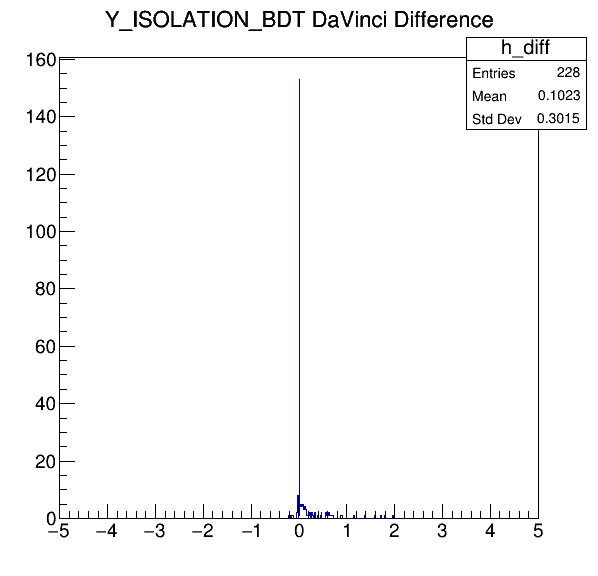 Y_ISOLATION_BDT DaVinci Difference
h_diff
Entries 228
Mean 0.1023
Std Dev 0.3015
160
140
120
100
80
60
40
20
0
−5 −4 −3 −2 −1 0 1 2 3 4 5